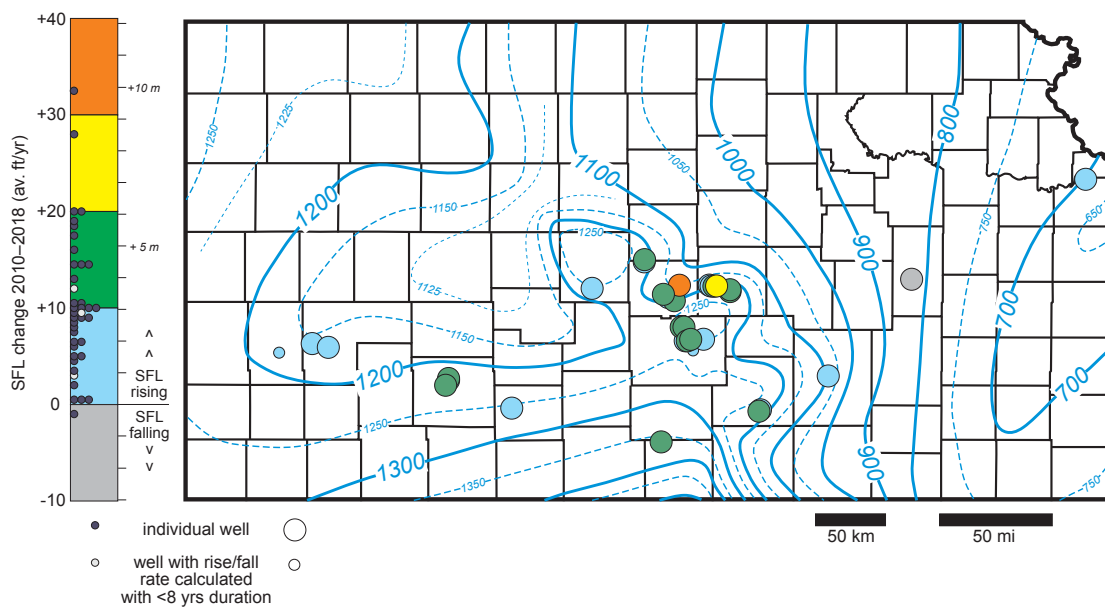 SFL change 2010–2018 (av. ft/yr)
+40
+30
+20
+10
0
-10
+10 m
+ 5 m
^
^
SFL
rising
SFL
falling
v
v
1250
1225
1200
1150
1125
1150
1200
1250
1300
1350
1100
1250
1050
1000
1250
900
900
800
750
700
700
650
750
individual well
well with rise/fall
rate calculated
with <8 yrs duration
50 km
50 mi